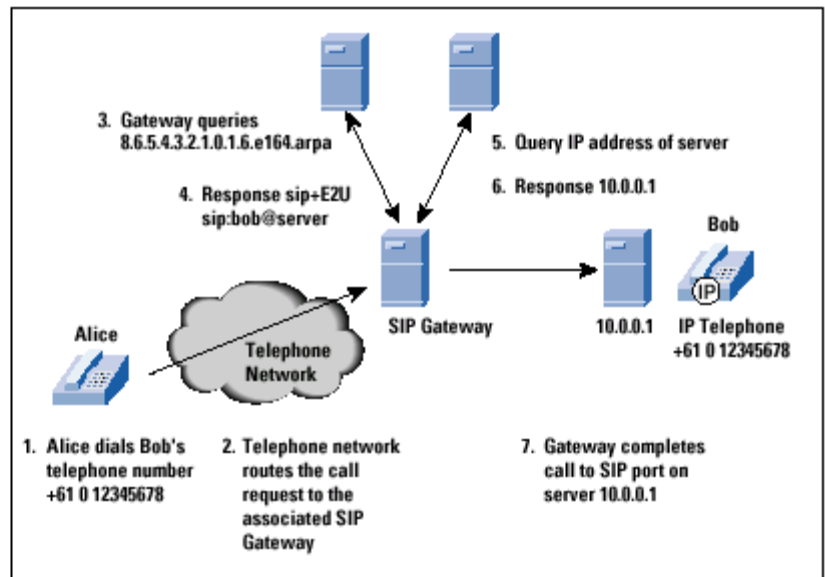 3. Gateway queries
8.6.5.4.3.2.1.0.1.6.e164.arpa
5. Query IP address of server
4. Response sip+E2U
sip:bob@server
6. Response 10.0.0.1
Bob
IP
SIP Gateway
10.0.0.1
IP Telephone
+61 0 12345678
Alice
Telephone
Network
1. Alice dials Bob's
telephone number
+61 0 12345678
2. Telephone network
routes the call
request to the
associated SIP
Gateway
7. Gateway completes
call to SIP port on
server 10.0.0.1